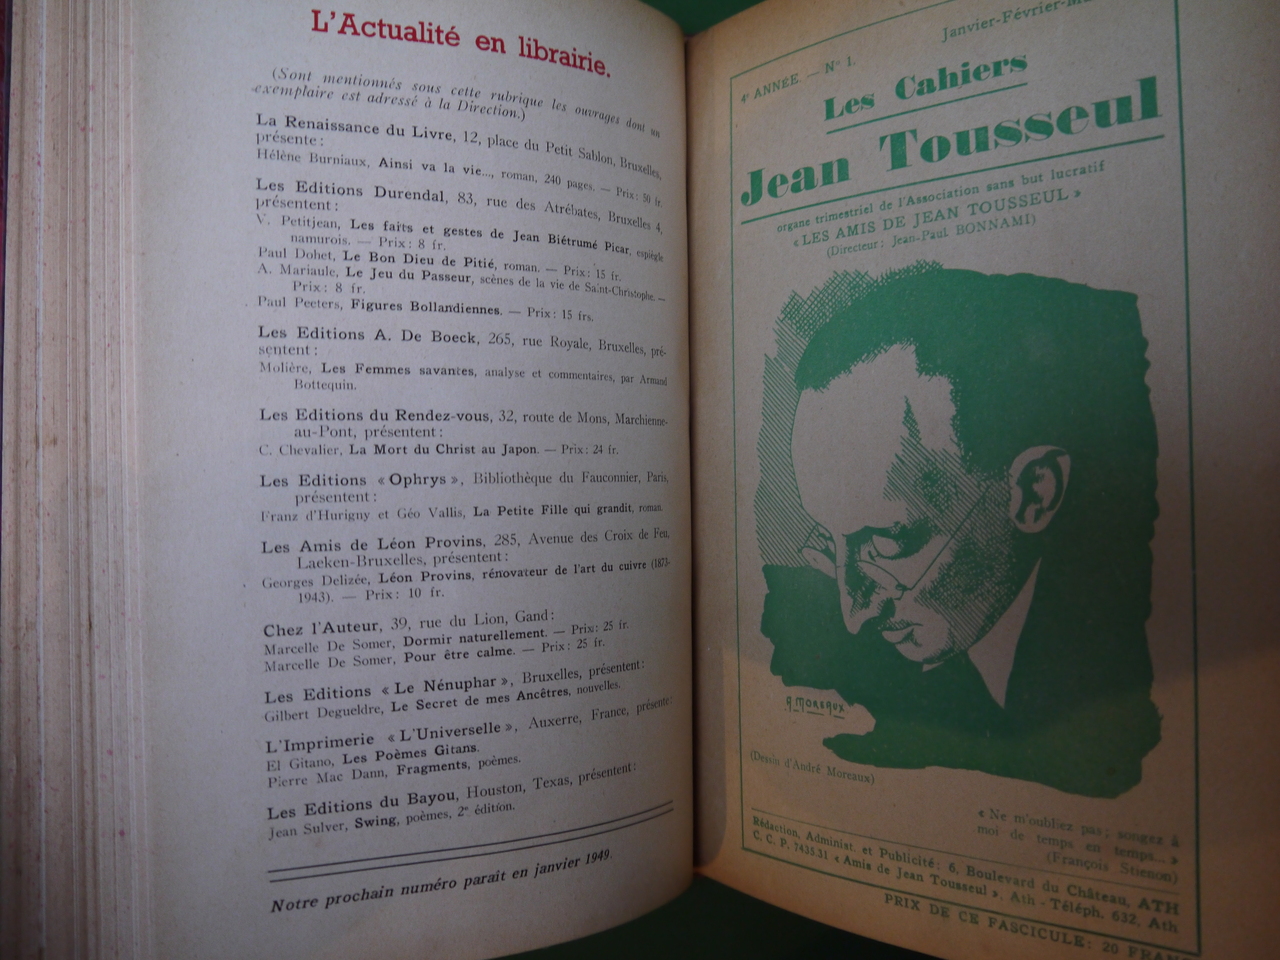 L'Actualité en librairie.
(Sont mentionnés sous cette rubrique les ouvrages dont un
exemplaire est adressé à la Direction.)
La Renaissance du Livre, 12, place du Petit Sablon, Bruxelles,
présente :
Hélène Burniaux, Ainsi va la vie..., roman, 240 pages. — Prix : 50 fr.
Les Editions Durendal, 83, rue des Atrébates, Bruxelles 4,
présentent :
V. Petitjean, Les faits et gestes de Jean Biétrumé Picar, espiègle
namurois. — Prix : 8 fr.
Paul Dohet, Le Bon Dieu de Pitié, roman. — Prix : 15 fr.
A. Mariaule, Le Jeu du Passeur, scènes de la vie de Saint-Christophe. —
Prix : 8 fr.
Paul Peeters, Figures Bollandiennes. — Prix : 15 frs.
Les Editions A. De Boeck, 265, rue Royale, Bruxelles, pré-
sentent :
Molière, Les Femmes savantes, analyse et commentaires, par Armand
Bottequin.
Les Editions du Rendez-vous, 32, route de Mons, Marchienne-
au-Pont, présentent :
C. Chevalier, La Mort du Christ au Japon. — Prix : 24 fr.
Les Editions « Ophrys », Bibliothèque du Fauconnier, Paris,
présentent :
Franz d'Hurigny et Géo Vallis, La Petite Fille qui grandit, roman.
Les Amis de Léon Provins, 285, Avenue des Croix de Feu,
Laeken-Bruxelles, présentent :
Georges Delizée, Léon Provins, rénovateur de l'art du cuivre (1873-
1943). — Prix : 10 fr.
Chez l'Auteur, 39, rue du Lion, Gand :
Marcelle De Somer, Dormir naturellement. — Prix : 25 fr.
Marcelle De Somer, Pour être calme. — Prix : 25 fr.
Les Editions « Le Nénuphar », Bruxelles, présentent :
Gilbert Degueldre, Le Secret de mes Ancêtres, nouvelles.
L'Imprimerie « L'Universelle », Auxerre, France, présente :
El Gitano, Les Poèmes Gitans.
Pierre Mac Dann, Fragments, poèmes.
Les Editions du Bayou, Houston, Texas, présentent :
Jean Sulver, Swing, poèmes, 2e édition.
Notre prochain numéro paraît en janvier 1949.
4e ANNÉE. — N° 1.
Janvier-Février-
Les Cahiers
Jean Tousseul
organe trimestriel de l'Association sans but lucratif
« LES AMIS DE JEAN TOUSSEUL »
(Directeur : Jean-Paul BONNAMI)
A. MOREAUX
(Dessin d'André Moreaux)
« Ne m'oubliez pas ; songez à
moi de temps en temps... »
(François Stienon)
Rédaction, Administ. et Publicité : 6, Boulevard du Château, ATH
C. C. P. 7435.31 « Amis de Jean Tousseul », Ath - Téléph. 632, Ath
PRIX DE CE FASCICULE : 20 FRAN